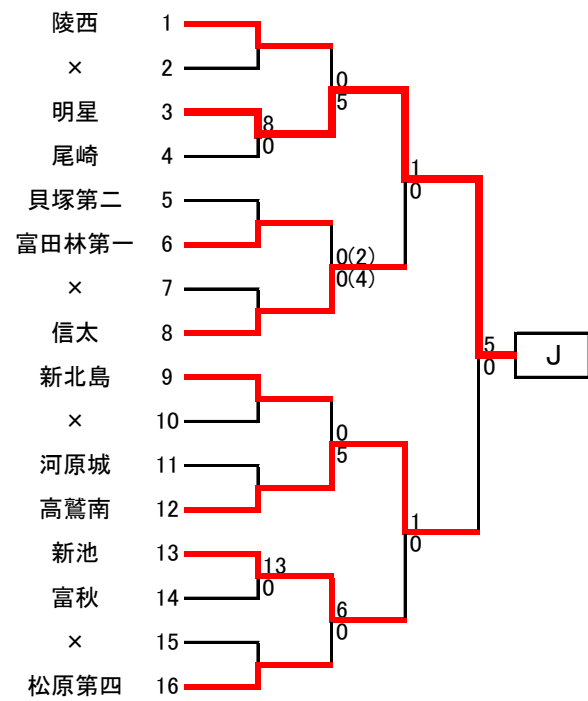 陵西 1
× 2
明星 3
尾崎 4
貝塚第二 5
富田林第一 6
× 7
信太 8
新北島 9
× 10
河原城 11
高鷲南 12
新池 13
富秋 14
× 15
松原第四 16
8
0
13
0
0
5
0(2)
0(4)
0
5
6
0
1
0
1
0
5
0
J